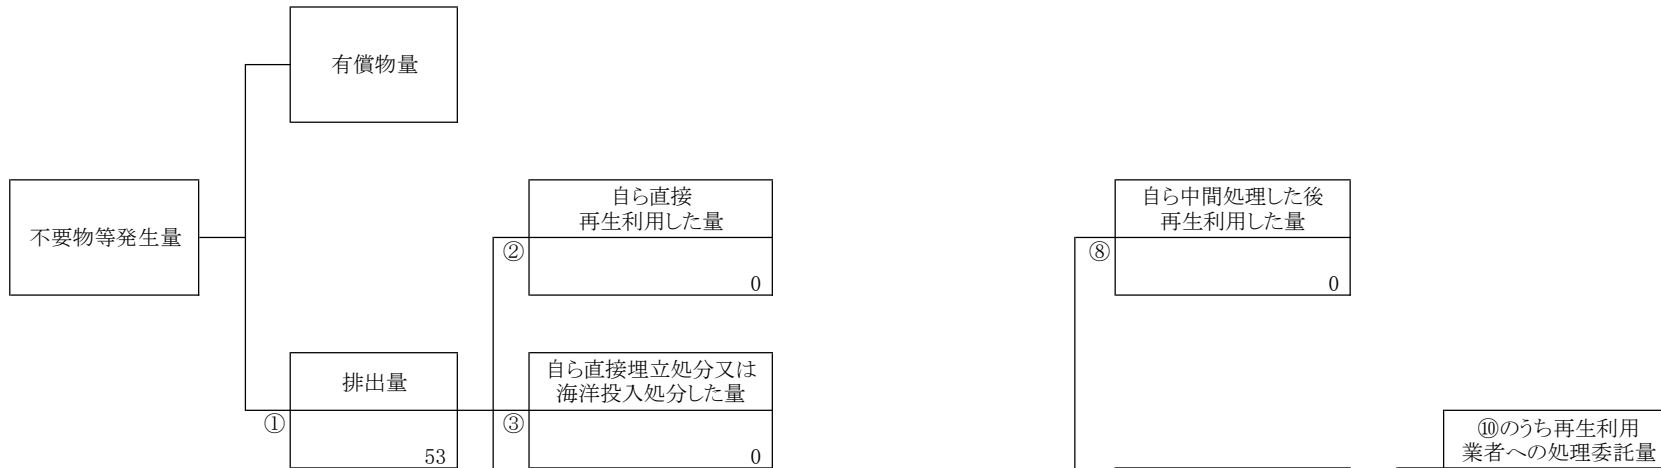 有償物量
不要物等発生量
自ら直接
再生利用した量
②
0
自ら中間処理した後
再生利用した量
⑧
0
排出量
①
53
自ら直接埋立処分又は
海洋投入処分した量
③
0
⑩のうち再生利用
業者への処理委託量